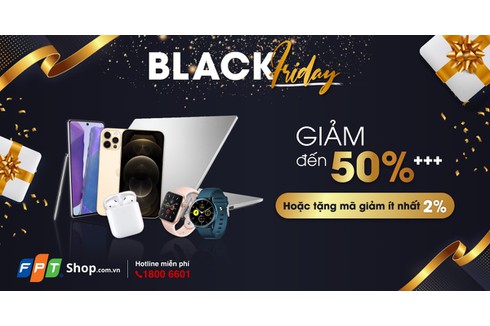 BLACK Friday
GIẢM
đến 50%+++
Hoặc tặng mã giảm ít nhất 2%
FPT Shop.com.vn
Hotline miễn phí
1800 6601